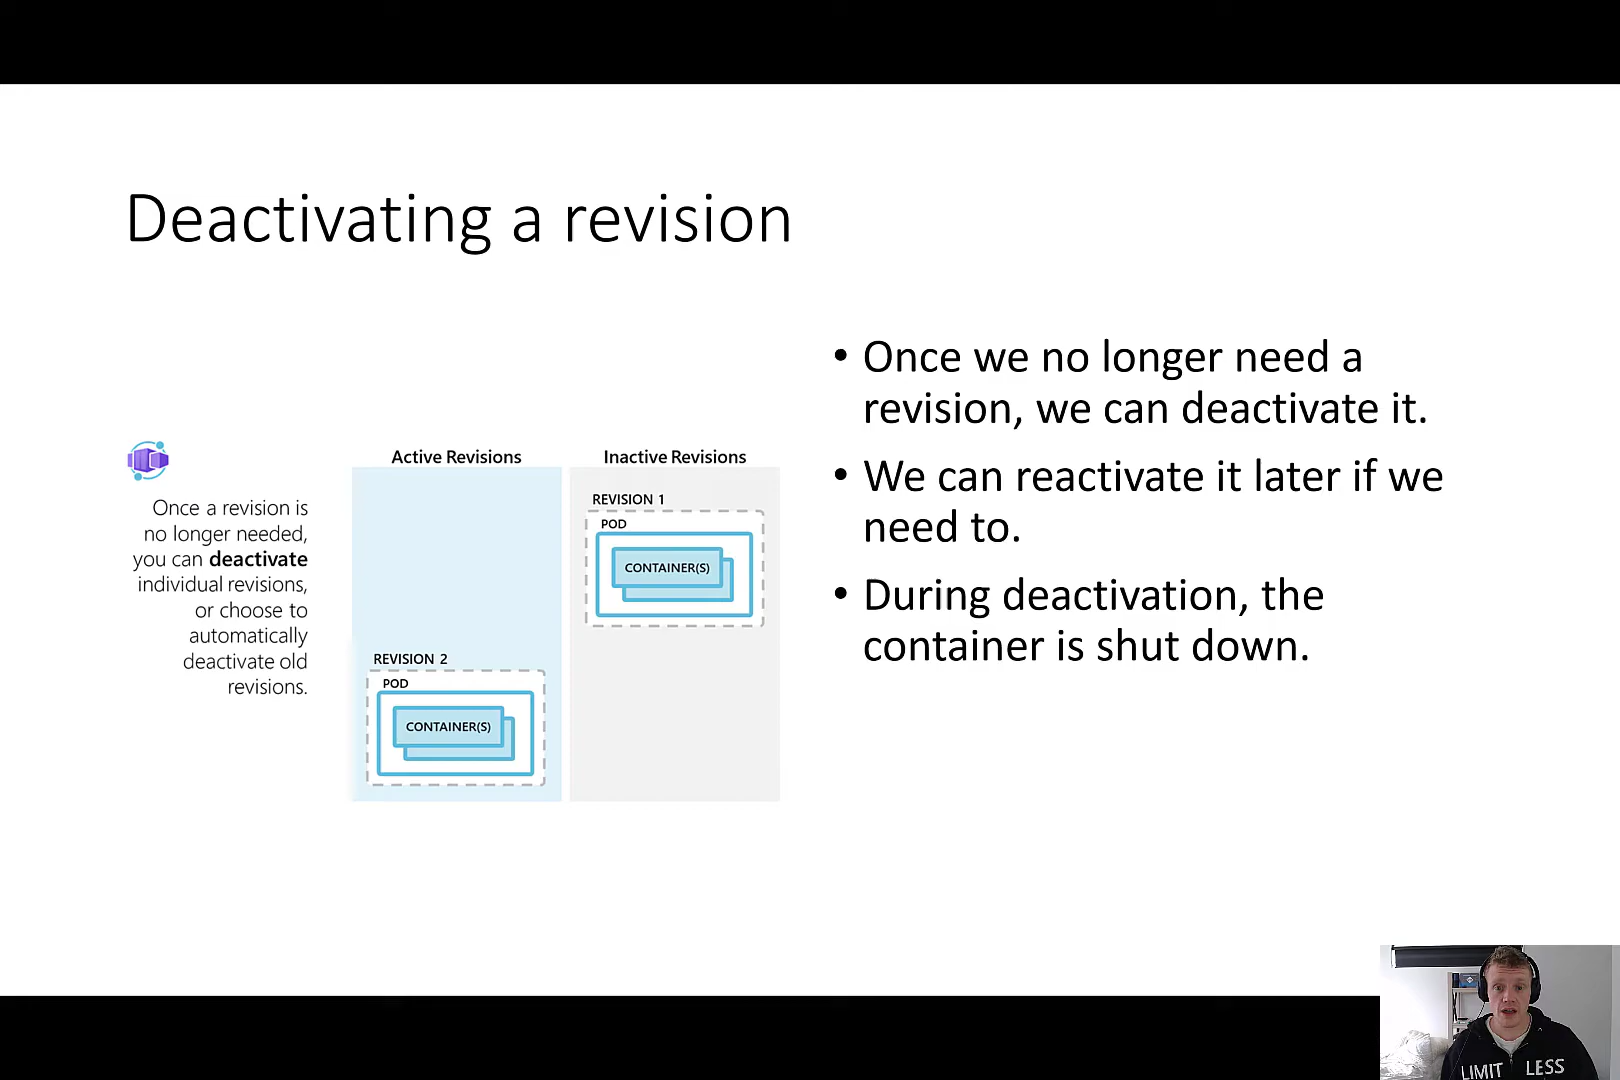 Deactivating a revision
Once a revision is
no longer needed,
you can deactivate
individual revisions,
or choose to
automatically
deactivate old
revisions.
Active Revisions
REVISION 2
POD
CONTAINER(S)
Inactive Revisions
REVISION 1
POD
CONTAINER(S)
• Once we no longer need a
revision, we can deactivate it.
• We can reactivate it later if we
need to.
• During deactivation, the
container is shut down.
LIMIT LESS